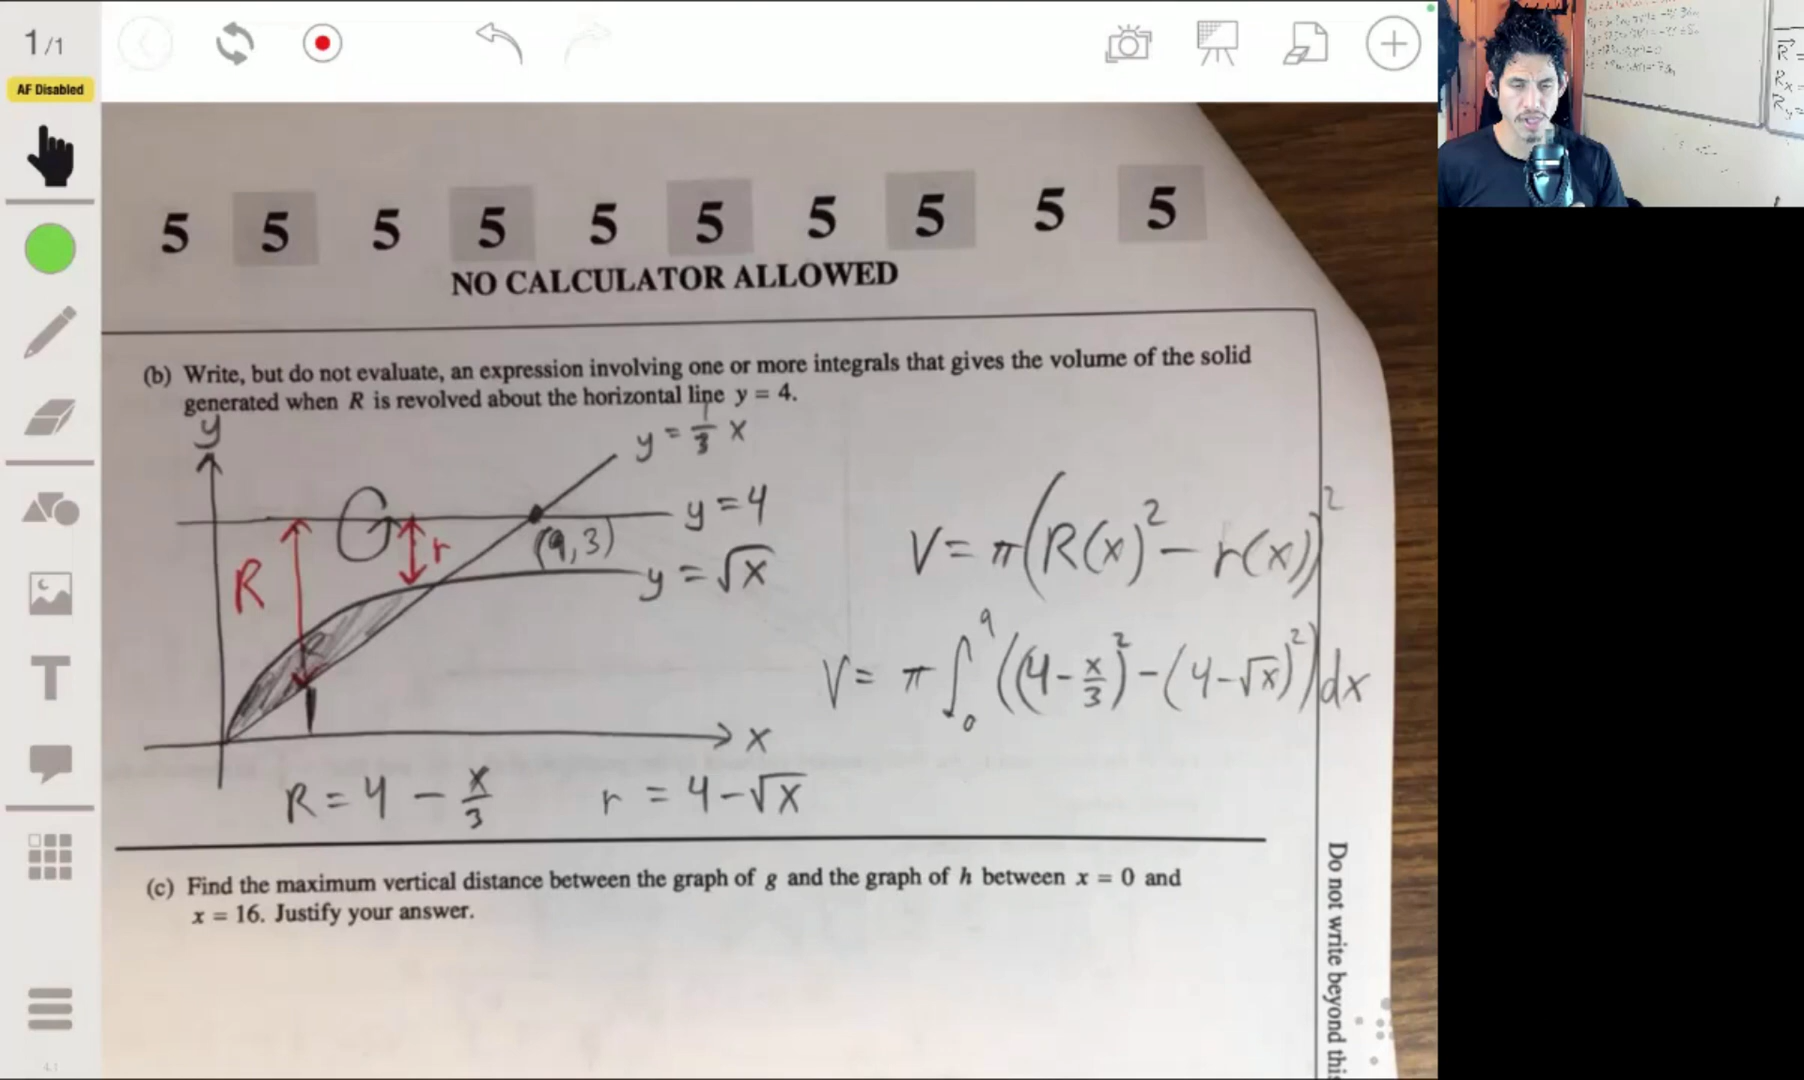 1/1
AF Disabled
5 5 5 5 5 5 5 5 5 5
NO CALCULATOR ALLOWED
(b) Write, but do not evaluate, an expression involving one or more integrals that gives the volume of the solid
generated when R is revolved about the horizontal line y = 4.
y
y = 1/3 x
y = 4
(9,3)
y = √x
R
r
R
x
V = π(R(x)² - r(x))²
V = π∫₀⁹ ((4 - x/3)² - (4-√x)²)dx
R = 4 - x/3
r = 4-√x
(c) Find the maximum vertical distance between the graph of g and the graph of h between x = 0 and
x = 16. Justify your answer.
Do not write beyond this
T
4.1
R =
Rx =
Ry =